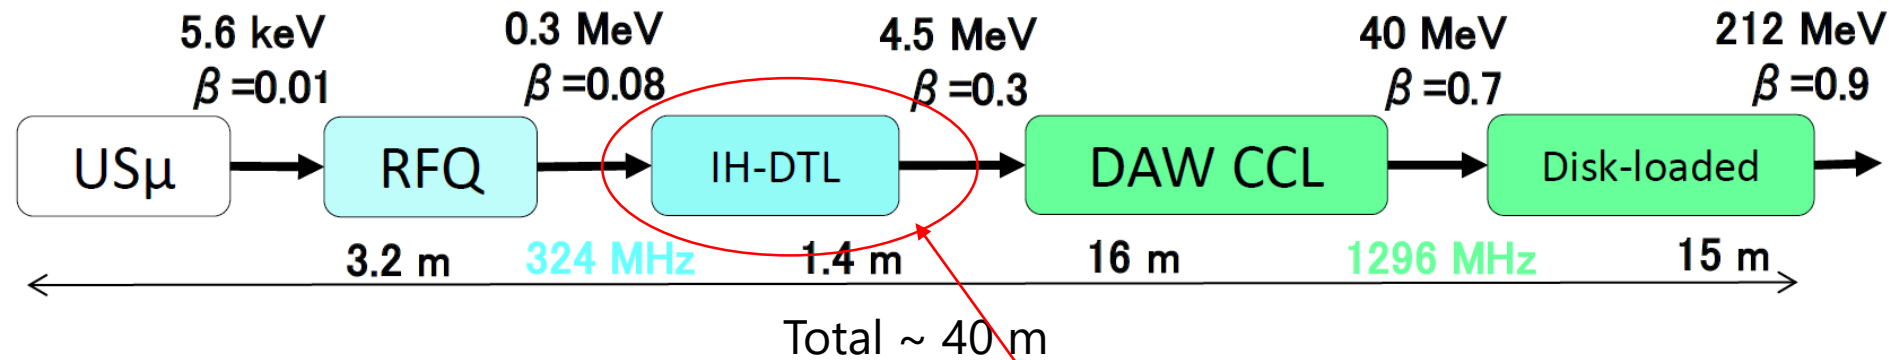 5.6 keV
β=0.01
0.3 MeV
β=0.08
4.5 MeV
β=0.3
40 MeV
β=0.7
212 MeV
β=0.9
USμ
RFQ
IH-DTL
DAW CCL
Disk-loaded
3.2 m
324 MHz
1.4 m
16 m
1296 MHz
15 m
Total ~ 40 m